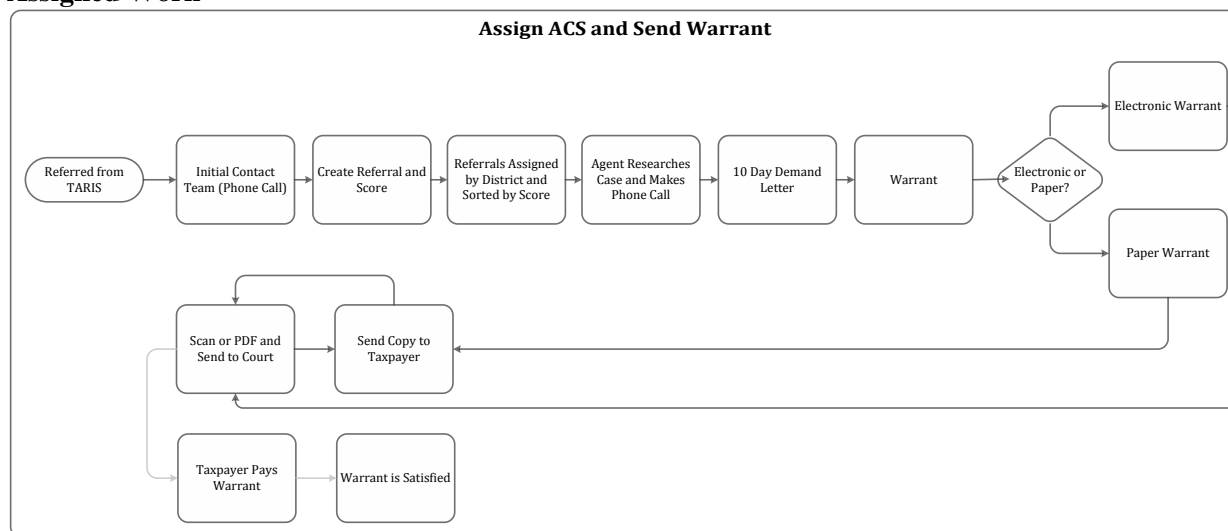 Assigned Work
Assign ACS and Send Warrant
Referred from
TARIS
Initial Contact
Team (Phone Call)
Create Referral and
Score
Referrals Assigned
by District and
Sorted by Score
Agent Researches
Case and Makes
Phone Call
10 Day Demand
Letter
Warrant
Electronic or
Paper?
Electronic Warrant
Paper Warrant
Scan or PDF and
Send to Court
Send Copy to
Taxpayer
Taxpayer Pays
Warrant
Warrant is Satisfied